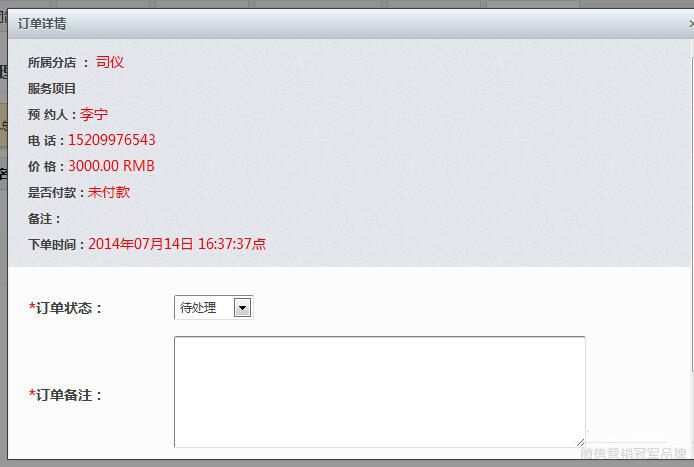 订单详情
所属分店 ： 司仪
服务项目
预 约人：李宁
电 话：15209976543
价 格：3000.00 RMB
是否付款：未付款
备注：
下单时间：2014年07月14日 16:37:37点
*订单状态： 待处理
*订单备注：
微信营销冠军品牌